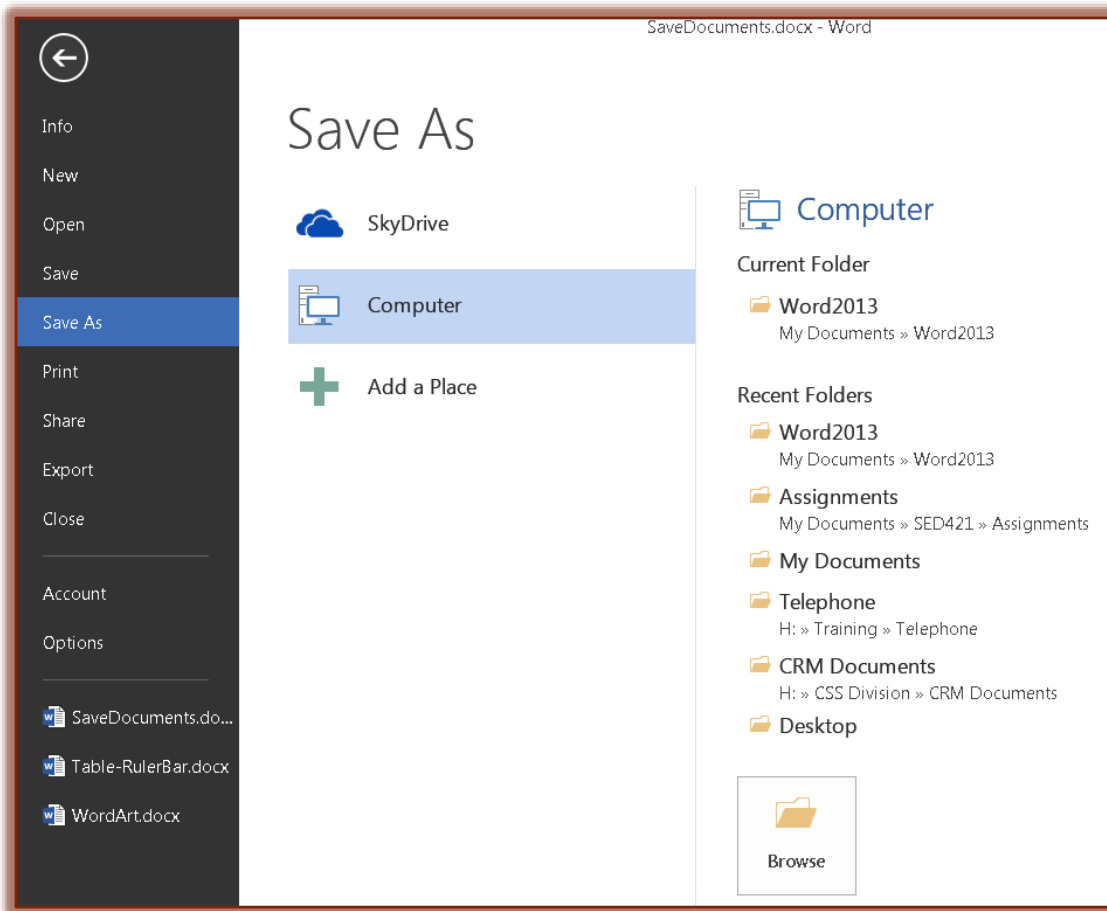 SaveDocuments.docx - Word
Info
New
Open
Save
Save As
Print
Share
Export
Close
Account
Options
SaveDocuments.do...
Table-RulerBar.docx
WordArt.docx
Save As
SkyDrive
Computer
Add a Place
Computer
Current Folder
Word2013
My Documents » Word2013
Recent Folders
Word2013
My Documents » Word2013
Assignments
My Documents » SED421 » Assignments
My Documents
Telephone
H: » Training » Telephone
CRM Documents
H: » CSS Division » CRM Documents
Desktop
Browse